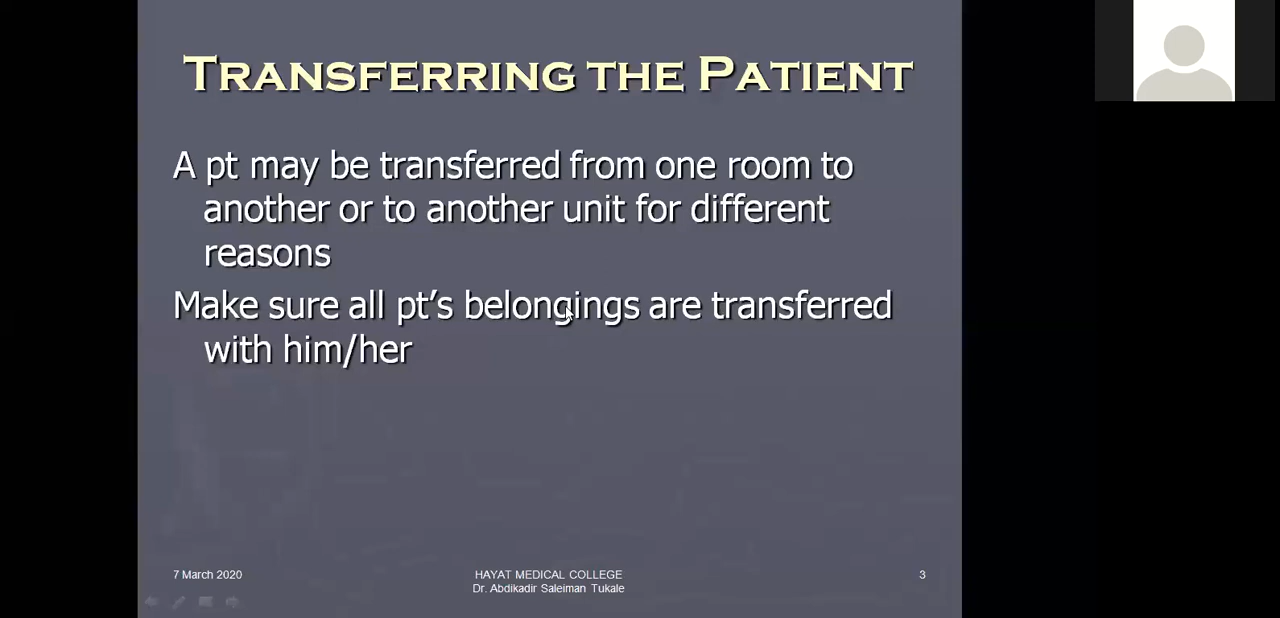 TRANSFERRING THE PATIENT
A pt may be transferred from one room to
another or to another unit for different
reasons
Make sure all pt’s belongings are transferred
with him/her
7 March 2020
HAYAT MEDICAL COLLEGE
Dr. Abdikadir Saleiman Tukale
3